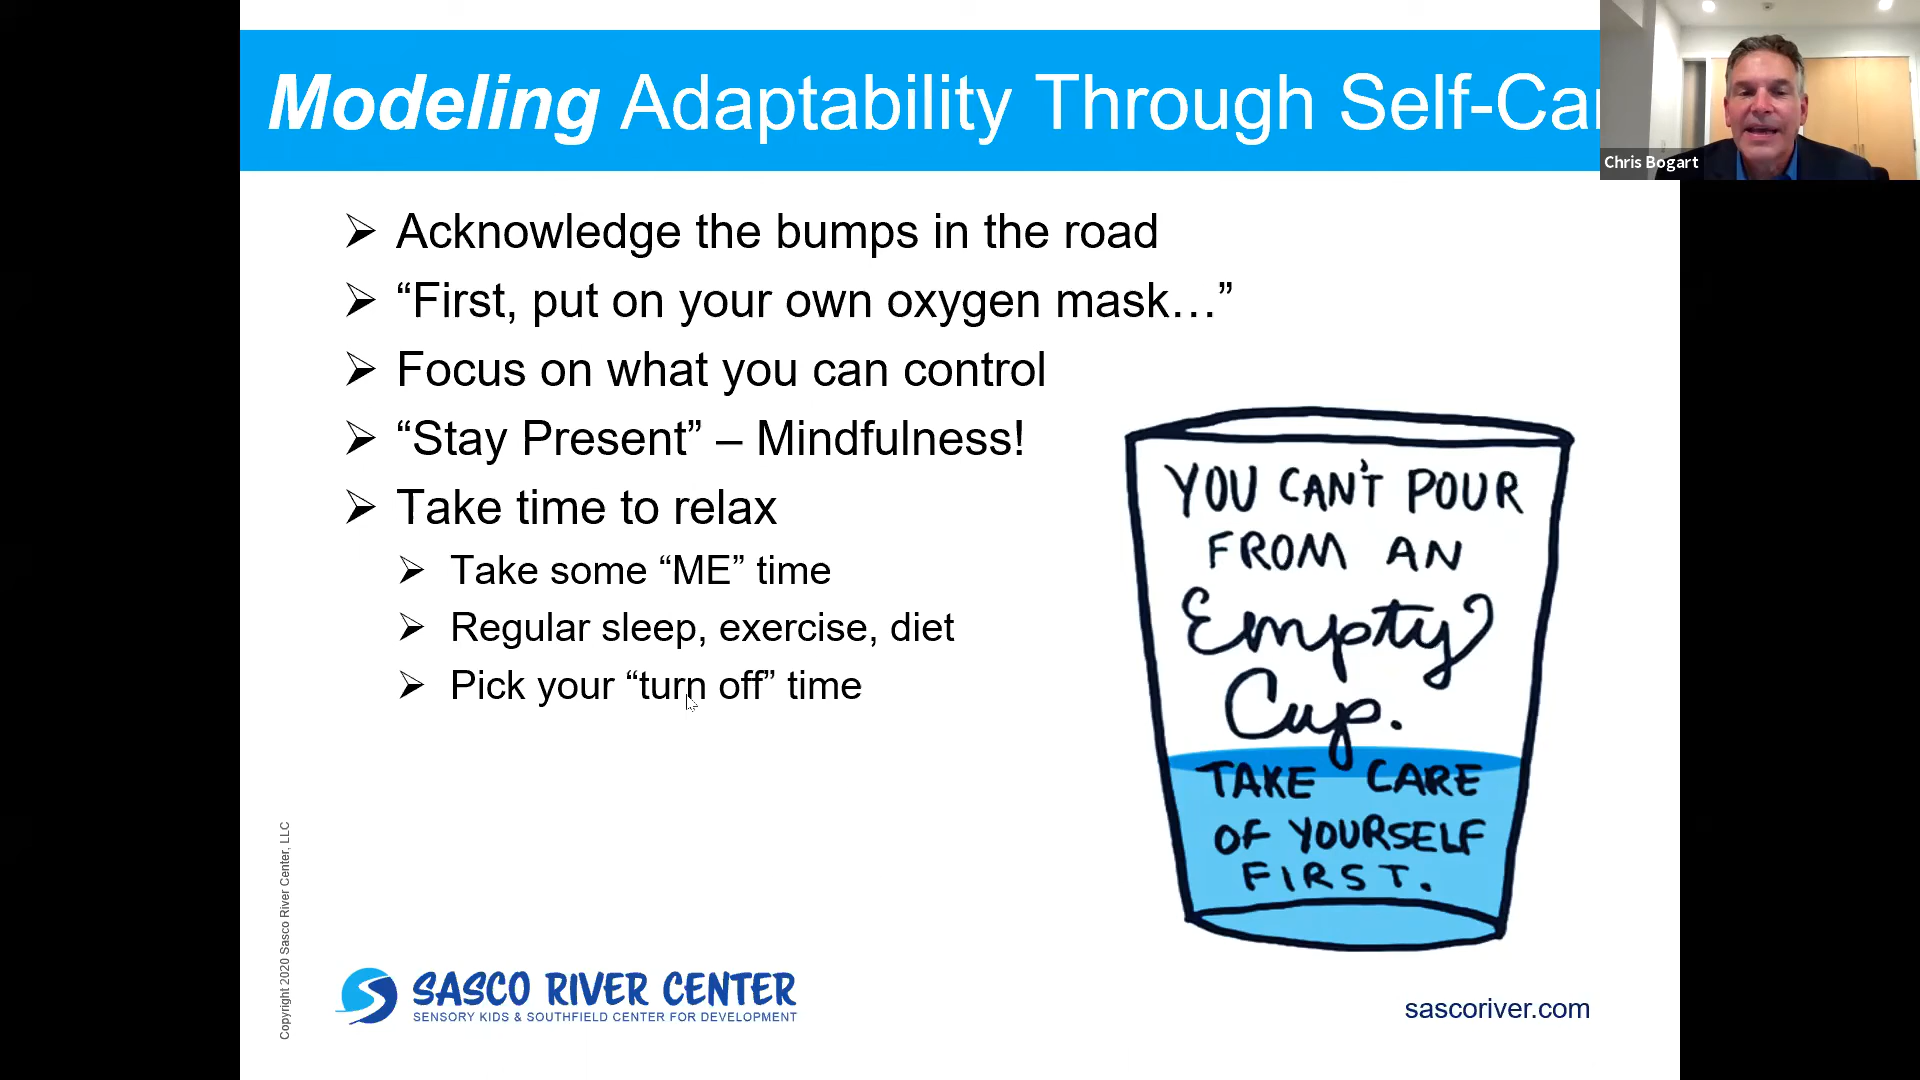 Modeling Adaptability Through Self-Car
Chris Bogart
Acknowledge the bumps in the road
“First, put on your own oxygen mask…”
Focus on what you can control
“Stay Present” – Mindfulness!
Take time to relax
Take some “ME” time
Regular sleep, exercise, diet
Pick your “turn off” time
YOU CAN'T POUR
FROM AN
Empty
Cup.
TAKE CARE
OF YOURSELF
FIRST.
Copyright 2020 Sasco River Center, LLC
SASCO RIVER CENTER
SENSORY KIDS & SOUTHFIELD CENTER FOR DEVELOPMENT
sascoriver.com